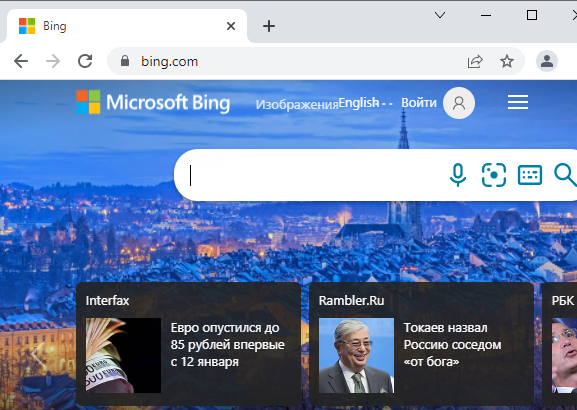 Bing
bing.com
Microsoft Bing
Изображения
English
Войти
Interfax
Евро опустился до
85 рублей впервые
с 12 января
Rambler.Ru
Токаев назвал
Россию соседом
«от бога»
РБК